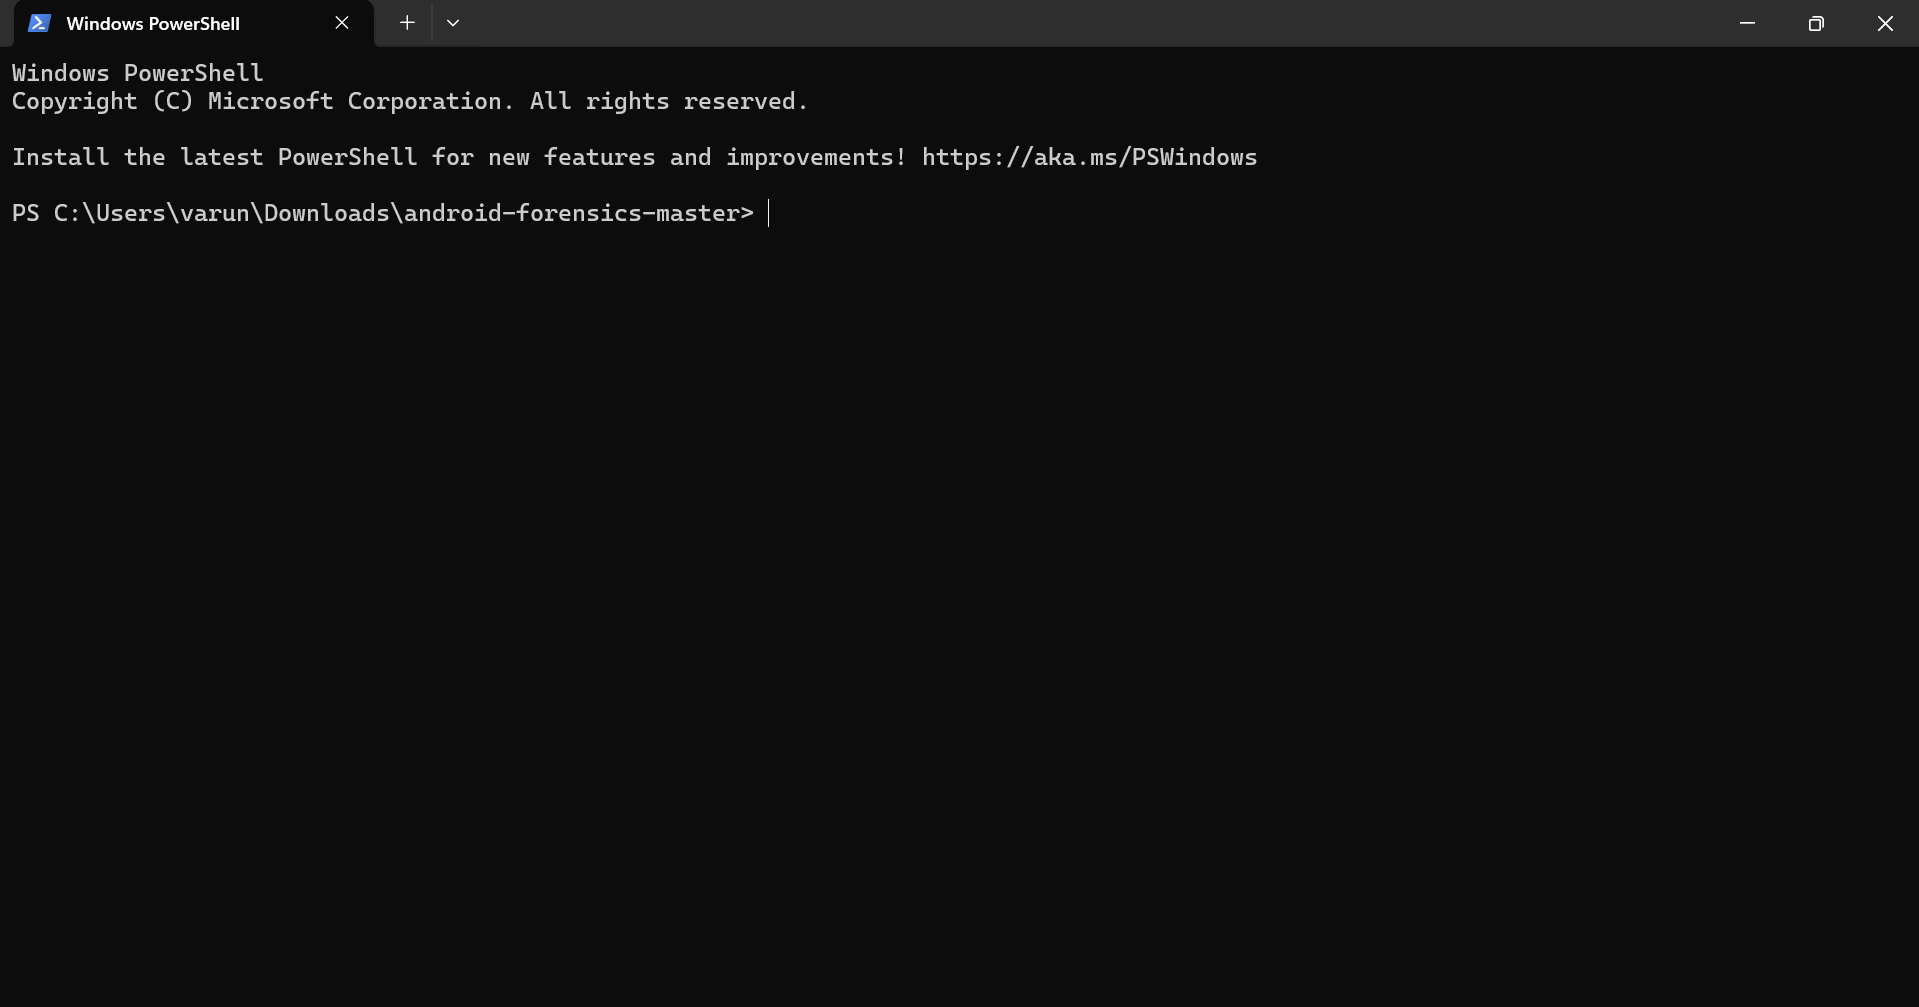 Windows PowerShell
Windows PowerShell
Copyright (C) Microsoft Corporation. All rights reserved.
Install the latest PowerShell for new features and improvements! https://aka.ms/PSWindows
PS C:\Users\varun\Downloads\android-forensics-master>